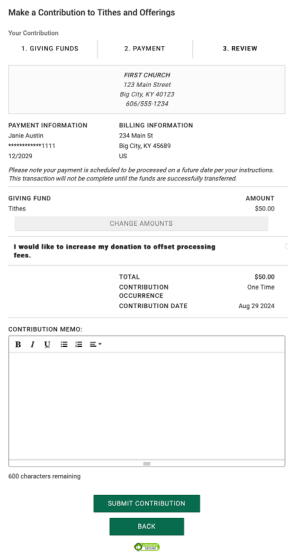 Make a Contribution to Tithes and Offerings
Your Contribution
1. GIVING FUNDS 2. PAYMENT 3. REVIEW
FIRST CHURCH
123 Main Street
Big City, KY 40123
606/555-1234
PAYMENT INFORMATION BILLING INFORMATION
Janie Austin 234 Main St
************1111 Big City, KY 45689
12/2029 US
Please note your payment is scheduled to be processed on a future date per your instructions.
This transaction will not be complete until the funds are successfully transferred.
GIVING FUND AMOUNT
Tithes $50.00
CHANGE AMOUNTS
I would like to increase my donation to offset processing
fees.
TOTAL $50.00
CONTRIBUTION One Time
OCCURRENCE
CONTRIBUTION DATE Aug 29 2024
CONTRIBUTION MEMO:
B I U
600 characters remaining
SUBMIT CONTRIBUTION
BACK